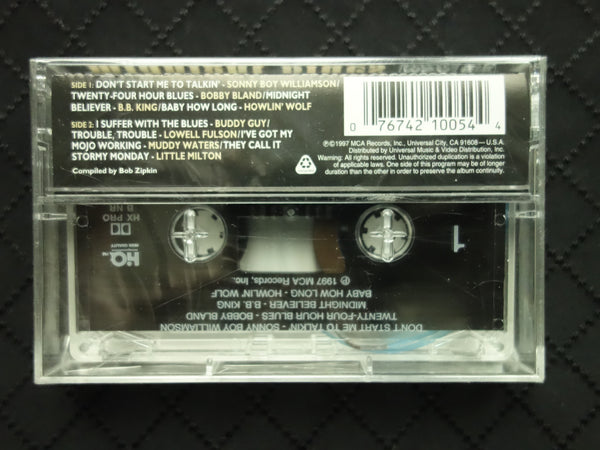 SIDE 1: DON'T START ME TO TALKIN' - SONNY BOY WILLIAMSON/
TWENTY-FOUR HOUR BLUES - BOBBY BLAND/MIDNIGHT
BELIEVER - B.B. KING/BABY HOW LONG - HOWLIN' WOLF
SIDE 2: I SUFFER WITH THE BLUES - BUDDY GUY/
TROUBLE, TROUBLE - LOWELL FULSON/I'VE GOT MY
MOJO WORKING - MUDDY WATERS/THEY CALL IT
STORMY MONDAY - LITTLE MILTON
Compiled by Bob Zipkin
0 76742 10054 4
℗©1997 MCA Records, Inc., Universal City, CA 91608—U.S.A.
Distributed by Universal Music & Video Distribution, Inc.
Warning: All rights reserved. Unauthorized duplication is a violation
of applicable laws. One side of this program may be of longer
duration than the other in order to preserve the album continuity.
HX PRO
B NR
HQ
HIGH QUALITY
1
℗ 1997 MCA Records, Inc.
BABY HOW LONG - HOWLIN' WOLF
MIDNIGHT BELIEVER - B.B. KING
TWENTY-FOUR HOUR BLUES - BOBBY BLAND
DON'T START ME TO TALKIN' - SONNY BOY WILLIAMSON